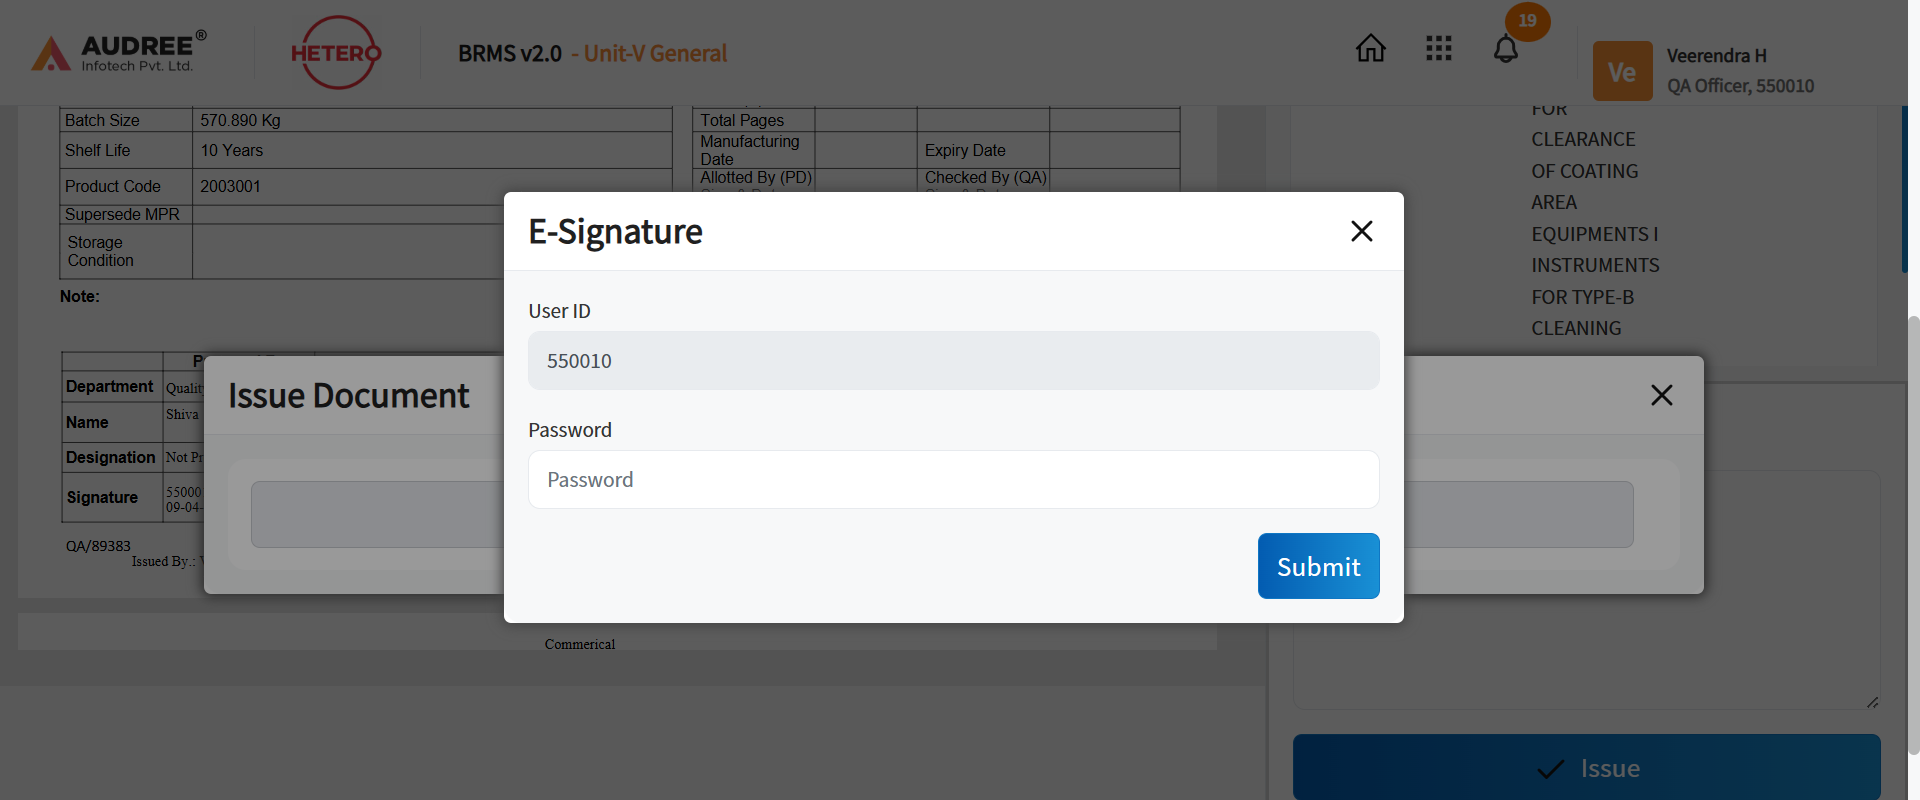 AUDREE®
Infotech Pvt. Ltd.
HETERO
BRMS v2.0 - Unit-V General
19
Ve
Veerendra H
QA Officer, 550010
Batch Size 570.890 Kg
Shelf Life 10 Years
Product Code 2003001
Supersede MPR
Storage
Condition
Note:
Total Pages
Manufacturing
Date
Expiry Date
Allotted By (PD) Checked By (QA)
FOR
CLEARANCE
OF COATING
AREA
EQUIPMENTS I
INSTRUMENTS
FOR TYPE-B
CLEANING
E-Signature
User ID
550010
Password
Password
Submit
Issue Document
Department
Name Shiva
Designation Not
Signature 55000
09-04-
QA/89383
Issued By.:
Commerical
Issue